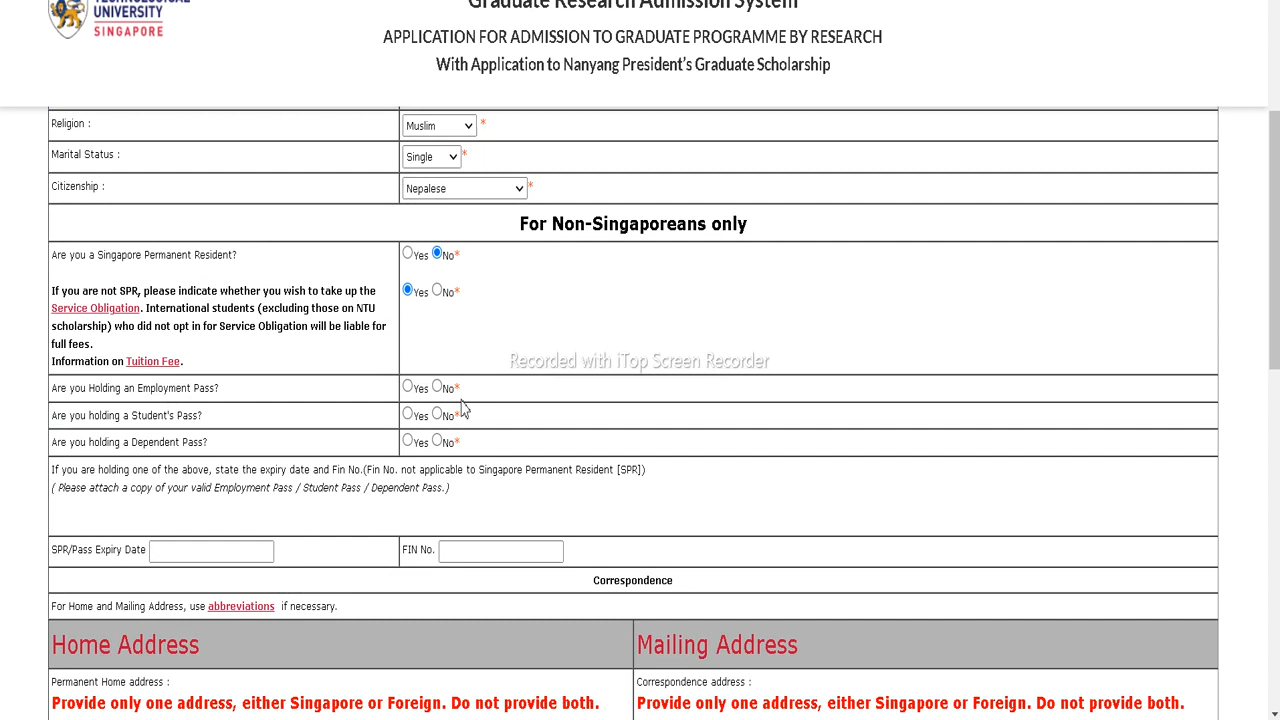 TECHNOLOGICAL
UNIVERSITY
SINGAPORE
Graduate Research Admission System
APPLICATION FOR ADMISSION TO GRADUATE PROGRAMME BY RESEARCH
With Application to Nanyang President's Graduate Scholarship
Religion : Muslim *
Marital Status : Single *
Citizenship : Nepalese *
For Non-Singaporeans only
Are you a Singapore Permanent Resident? Yes No*
If you are not SPR, please indicate whether you wish to take up the Yes No*
Service Obligation. International students (excluding those on NTU
scholarship) who did not opt in for Service Obligation will be liable for
full fees.
Information on Tuition Fee.
Recorded with iTop Screen Recorder
Are you Holding an Employment Pass? Yes No*
Are you holding a Student's Pass? Yes No*
Are you holding a Dependent Pass? Yes No*
If you are holding one of the above, state the expiry date and Fin No.(Fin No. not applicable to Singapore Permanent Resident [SPR])
( Please attach a copy of your valid Employment Pass / Student Pass / Dependent Pass.)
SPR/Pass Expiry Date FIN No.
Correspondence
For Home and Mailing Address, use abbreviations if necessary.
Home Address Mailing Address
Permanent Home address : Correspondence address :
Provide only one address, either Singapore or Foreign. Do not provide both. Provide only one address, either Singapore or Foreign. Do not provide both.